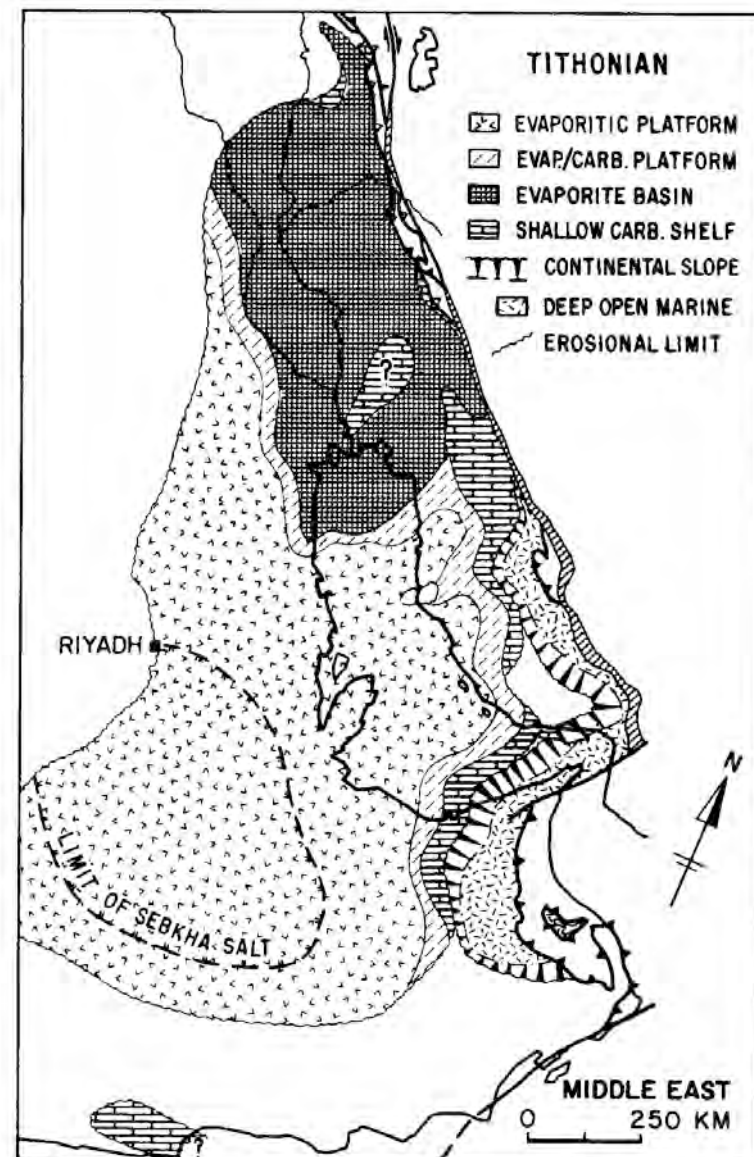 TITHONIAN
EVAPORITIC PLATFORM
EVAP./CARB. PLATFORM
EVAPORITE BASIN
SHALLOW CARB. SHELF
CONTINENTAL SLOPE
DEEP OPEN MARINE
EROSIONAL LIMIT
?
RIYADH
LIMIT OF SEBKHA SALT
N
MIDDLE EAST
0 250 KM
?